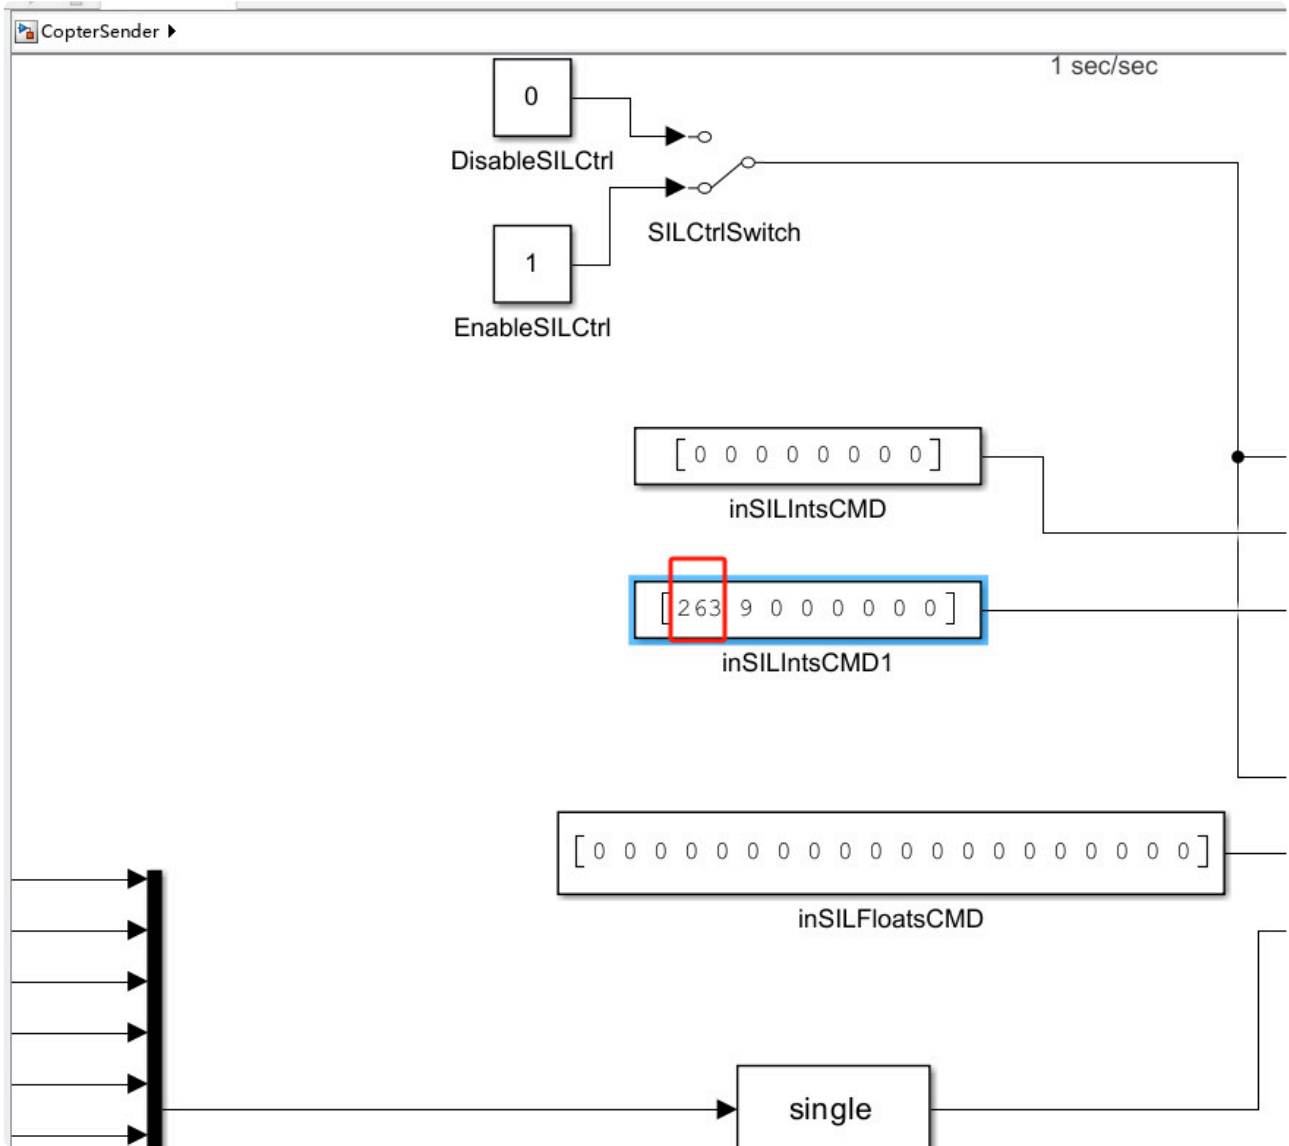 CopterSender
1 sec/sec
0
DisableSILCtrl
SILCtrlSwitch
1
EnableSILCtrl
[0 0 0 0 0 0 0 0]
inSILIntsCMD
[263 9 0 0 0 0 0 0]
inSILIntsCMD1
[0 0 0 0 0 0 0 0 0 0 0 0 0 0 0 0 0 0 0 0]
inSILFloatsCMD
single